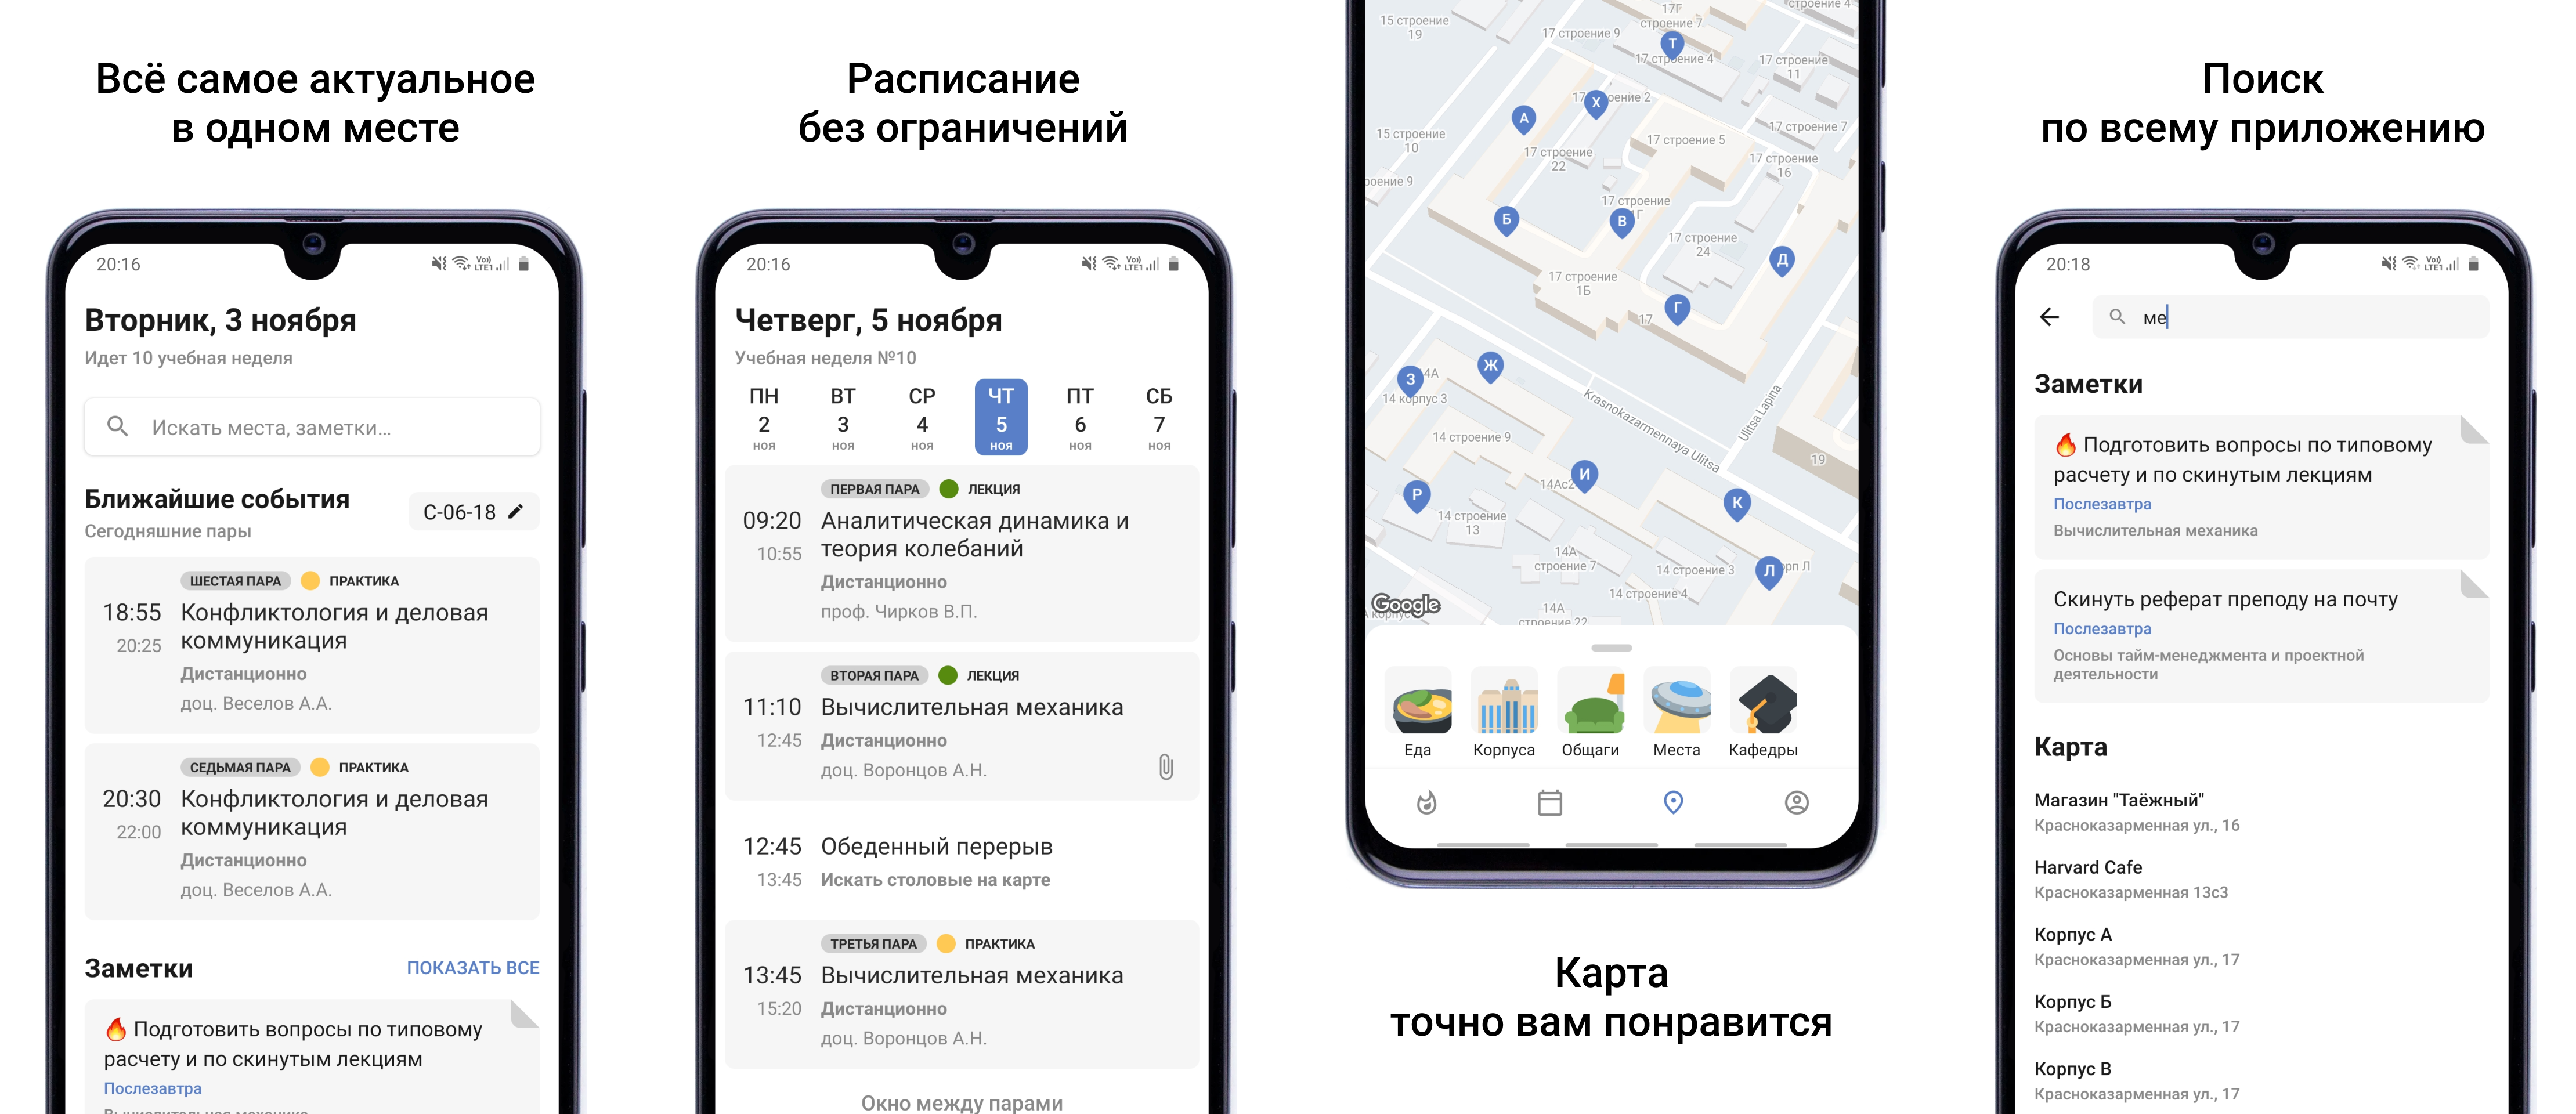 Всё самое актуальное
в одном месте
20:16
Вторник, 3 ноября
Идет 10 учебная неделя
Искать места, заметки...
Ближайшие события
С-06-18
Сегодняшние пары
ШЕСТАЯ ПАРА ПРАКТИКА
18:55 Конфликтология и деловая
20:25 коммуникация
Дистанционно
доц. Веселов А.А.
СЕДЬМАЯ ПАРА ПРАКТИКА
20:30 Конфликтология и деловая
22:00 коммуникация
Дистанционно
доц. Веселов А.А.
Заметки ПОКАЗАТЬ ВСЕ
🔥 Подготовить вопросы по типовому
расчету и по скинутым лекциям
Послезавтра
Расписание
без ограничений
20:16
Четверг, 5 ноября
Учебная неделя №10
ПН ВТ СР ЧТ ПТ СБ
2 3 4 5 6 7
ноя ноя ноя ноя ноя ноя
ПЕРВАЯ ПАРА ЛЕКЦИЯ
09:20 Аналитическая динамика и
10:55 теория колебаний
Дистанционно
проф. Чирков В.П.
ВТОРАЯ ПАРА ЛЕКЦИЯ
11:10 Вычислительная механика
12:45 Дистанционно
доц. Воронцов А.Н.
12:45 Обеденный перерыв
13:45 Искать столовые на карте
ТРЕТЬЯ ПАРА ПРАКТИКА
13:45 Вычислительная механика
15:20 Дистанционно
доц. Воронцов А.Н.
Окно между парами
строение 4
15 строение
19
17F
строение 7
17 строение 9
Т
17 строение 4
17 строение
11
Х
17 строение 2
А
15 строение
10
17 строение 5
17 строение 7
17 строение
22
17 строение
16
Б
17 строение
В
17 строение
24
Д
17 строение
1Б
Г
17
Ж
З
14 корпус 3
Krasnokazarmennaya Ulitsa
Ulitsa Lapina
14 строение 9
19
И
Р
К
14 строение
13
14А
строение 7
14 строение 3
Л
14 строение 4
Google
14А
строение 22
Еда Корпуса Общаги Места Кафедры
Карта
точно вам понравится
Поиск
по всему приложению
20:18
ме
Заметки
🔥 Подготовить вопросы по типовому
расчету и по скинутым лекциям
Послезавтра
Вычислительная механика
Скинуть реферат преподу на почту
Послезавтра
Основы тайм-менеджмента и проектной
деятельности
Карта
Магазин "Таёжный"
Красноказарменная ул., 16
Harvard Cafe
Красноказарменная 13с3
Корпус А
Красноказарменная ул., 17
Корпус Б
Красноказарменная ул., 17
Корпус В
Красноказарменная ул., 17